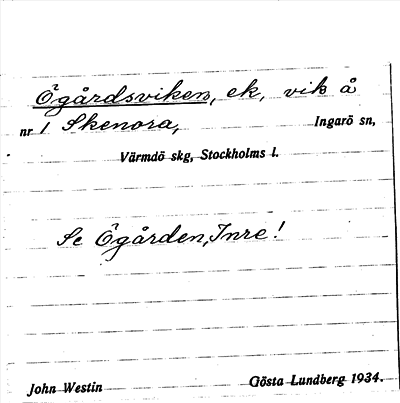 Ögårdsviken, ek, vik å
nr 1 Skenora, Ingarö sn,
Värmdö skg, Stockholms l.
Se Ögården, Inre!
John Westin Gösta Lundberg 1934.